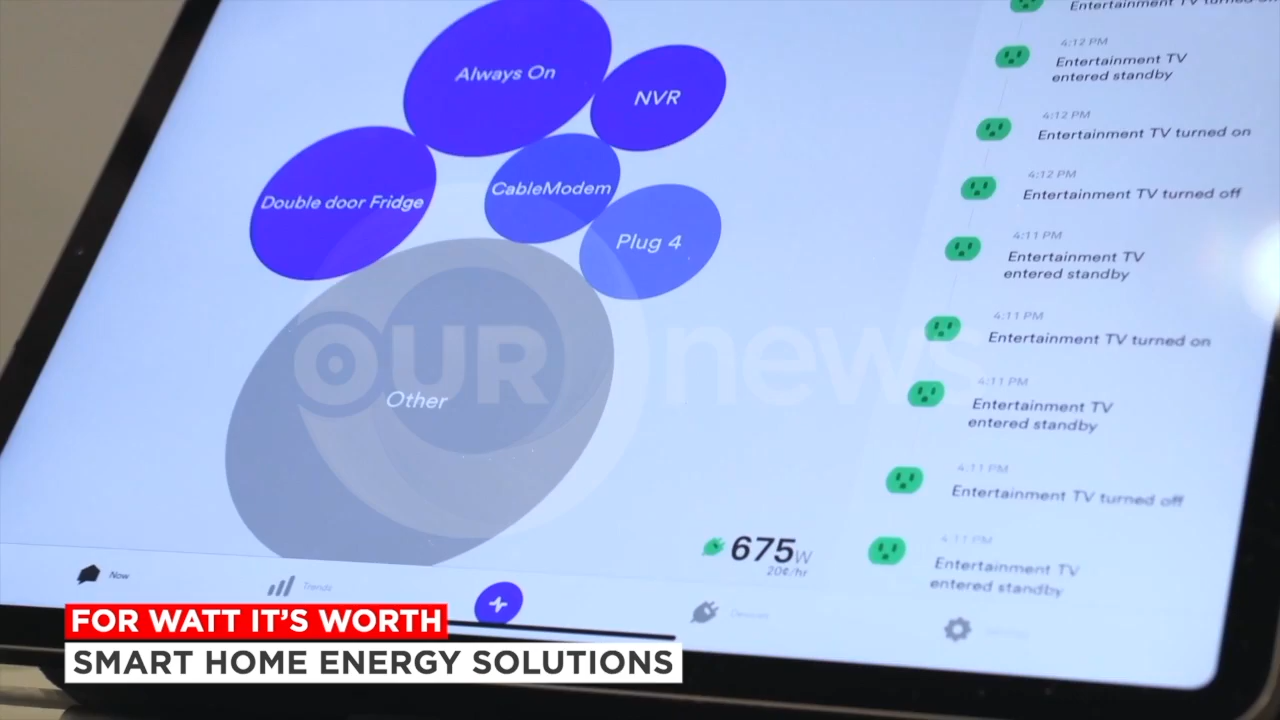 Always On
NVR
Double door Fridge
CableModem
Plug 4
Other
OUR news
675W
20¢/hr
Now
Trends
Devices
Entertainment TV turned
4:12 PM
Entertainment TV
entered standby
4:12 PM
Entertainment TV turned on
4:12 PM
Entertainment TV turned off
4:11 PM
Entertainment TV
entered standby
4:11 PM
Entertainment TV turned on
4:11 PM
Entertainment TV
entered standby
4:11 PM
Entertainment TV turned off
4:11 PM
Entertainment TV
entered standby
FOR WATT IT'S WORTH
SMART HOME ENERGY SOLUTIONS